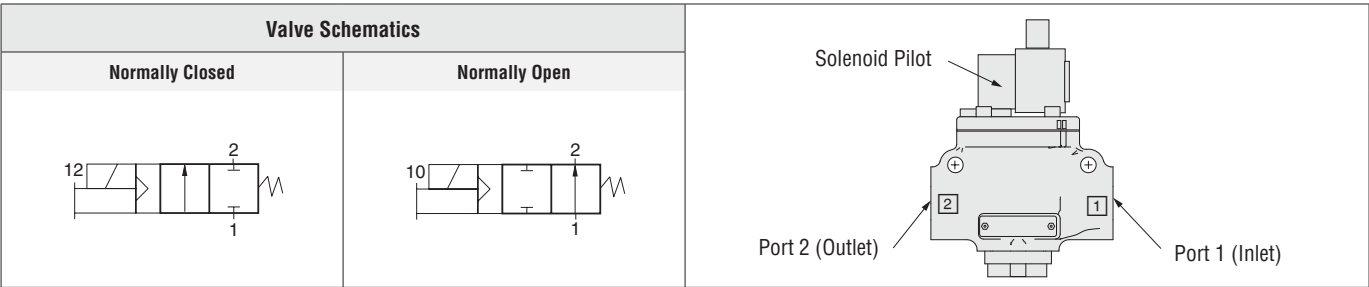 Valve Schematics
Normally Closed
Normally Open
12
2
1
10
2
1
Solenoid Pilot
2
1
Port 2 (Outlet)
Port 1 (Inlet)